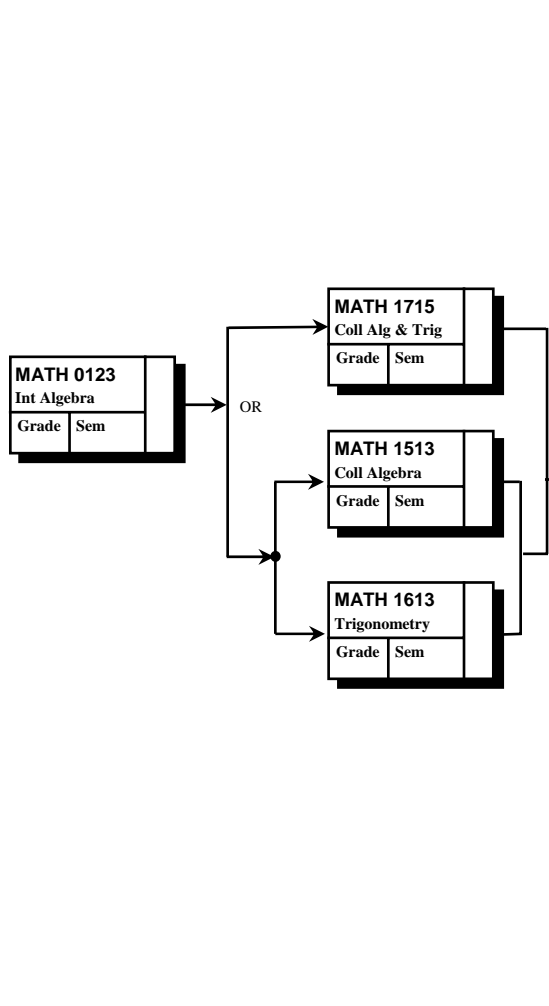 MATH 0123
Int Algebra
Grade Sem
OR
MATH 1715
Coll Alg & Trig
Grade Sem
MATH 1513
Coll Algebra
Grade Sem
MATH 1613
Trigonometry
Grade Sem